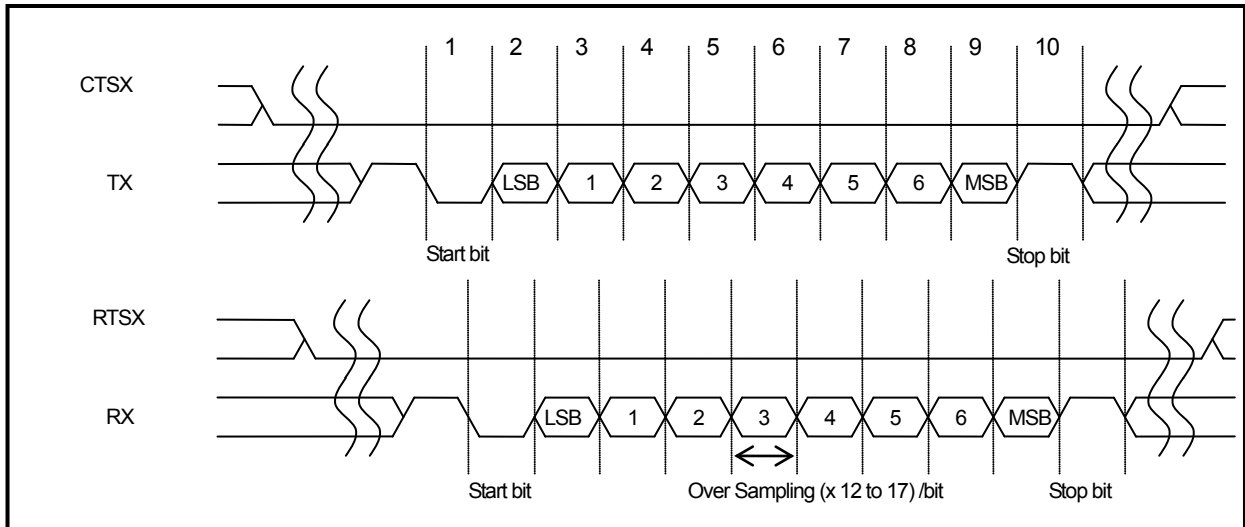 1 2 3 4 5 6 7 8 9 10
CTSX
TX LSB 1 2 3 4 5 6 MSB
Start bit Stop bit
RTSX
RX LSB 1 2 3 4 5 6 MSB
Start bit Over Sampling (x 12 to 17) /bit Stop bit